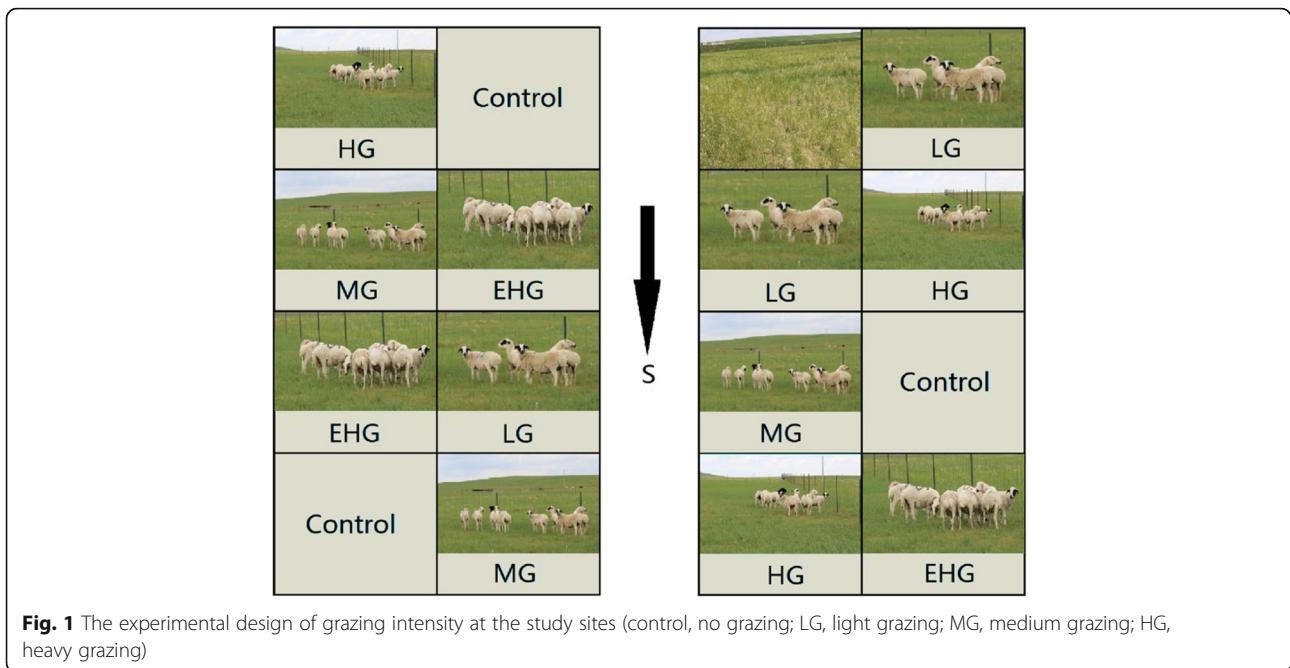 Control
HG
LG
MG
EHG
LG
HG
EHG
LG
S
MG
Control
Control
MG
HG
EHG
Fig. 1 The experimental design of grazing intensity at the study sites (control, no grazing; LG, light grazing; MG, medium grazing; HG,
heavy grazing)